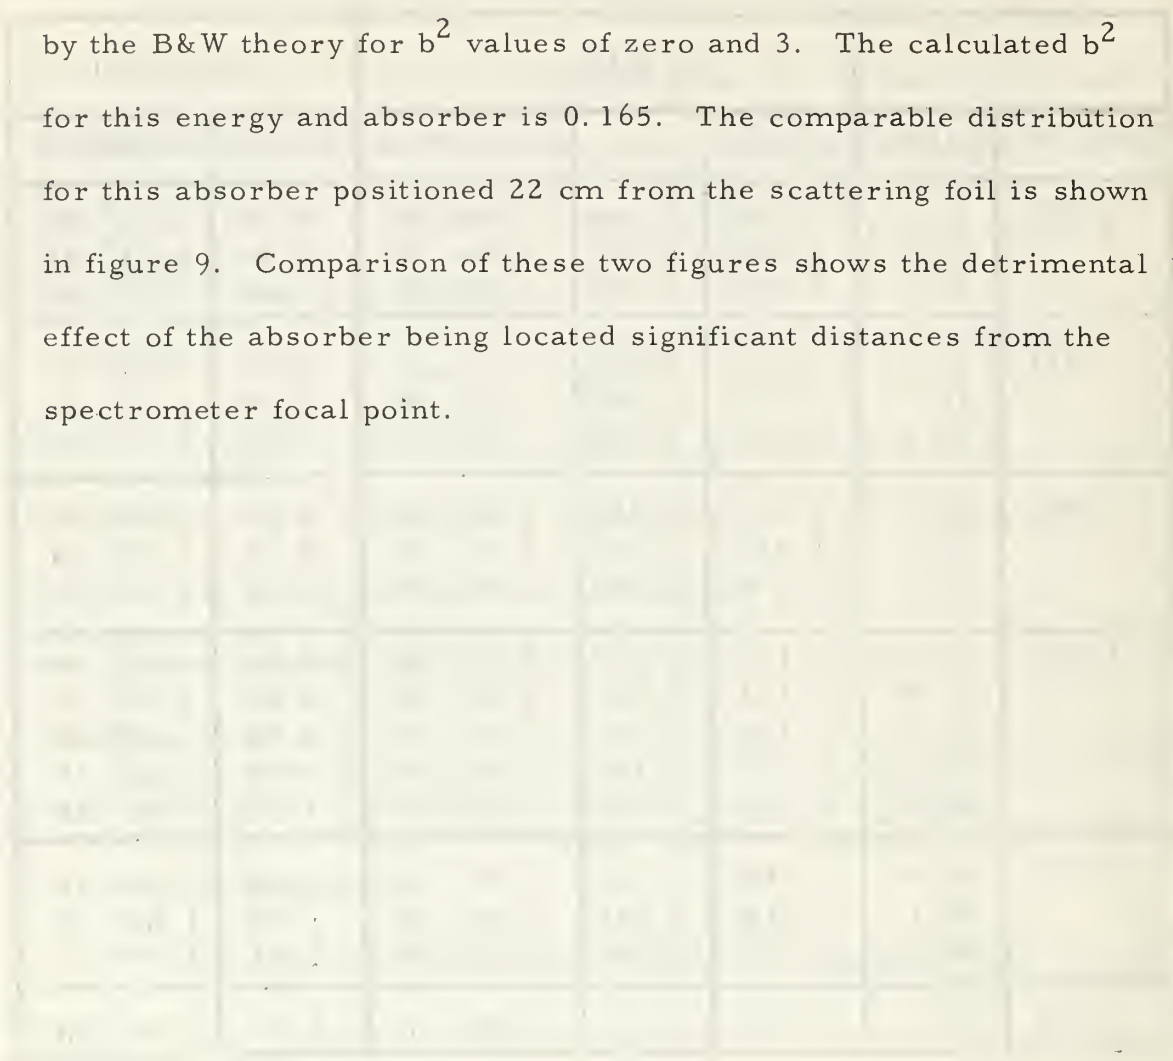 by the B&W theory for b² values of zero and 3. The calculated b²
for this energy and absorber is 0.165. The comparable distribution
for this absorber positioned 22 cm from the scattering foil is shown
in figure 9. Comparison of these two figures shows the detrimental
effect of the absorber being located significant distances from the
spectrometer focal point.